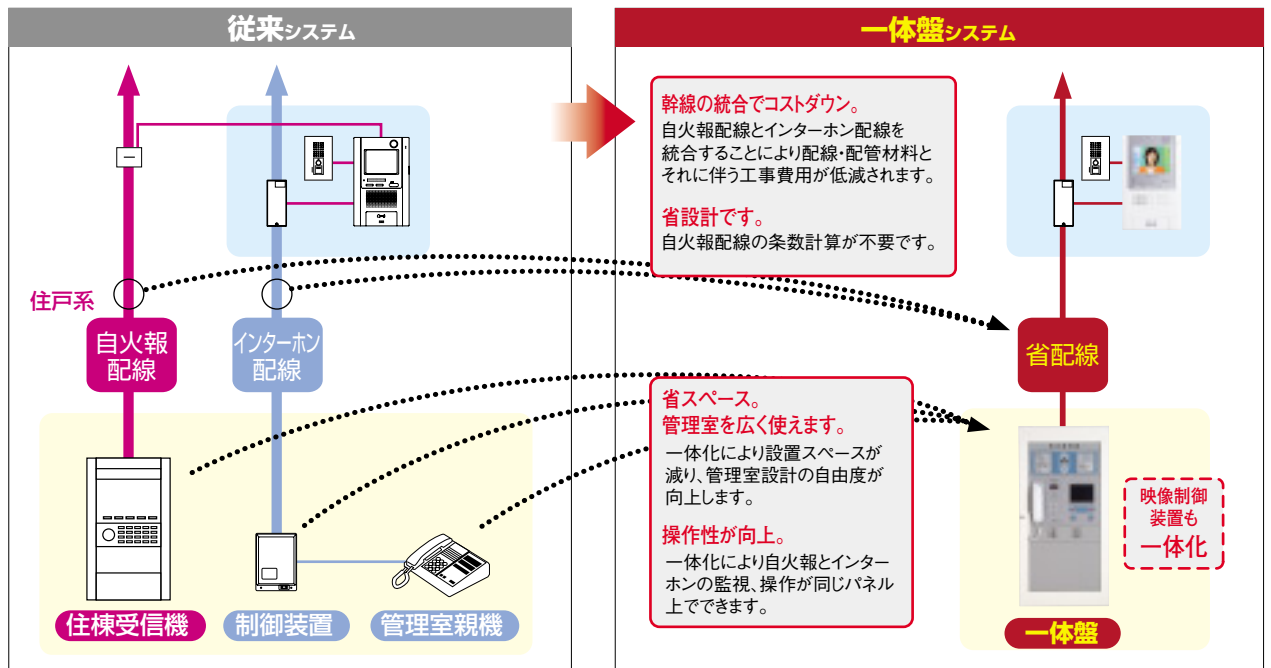 従来システム
住戸系
自火報
配線
インターホン
配線
住棟受信機
制御装置
管理室親機
一体盤システム
幹線の統合でコストダウン。
自火報配線とインターホン配線を
統合することにより配線・配管材料と
それに伴う工事費用が低減されます。
省設計です。
自火報配線の条数計算が不要です。
省配線
省スペース。
管理室を広く使えます。
一体化により設置スペースが
減り、管理室設計の自由度が
向上します。
操作性が向上。
一体化により自火報とインター
ホンの監視、操作が同じパネル
上でできます。
映像制御
装置も
一体化
一体盤